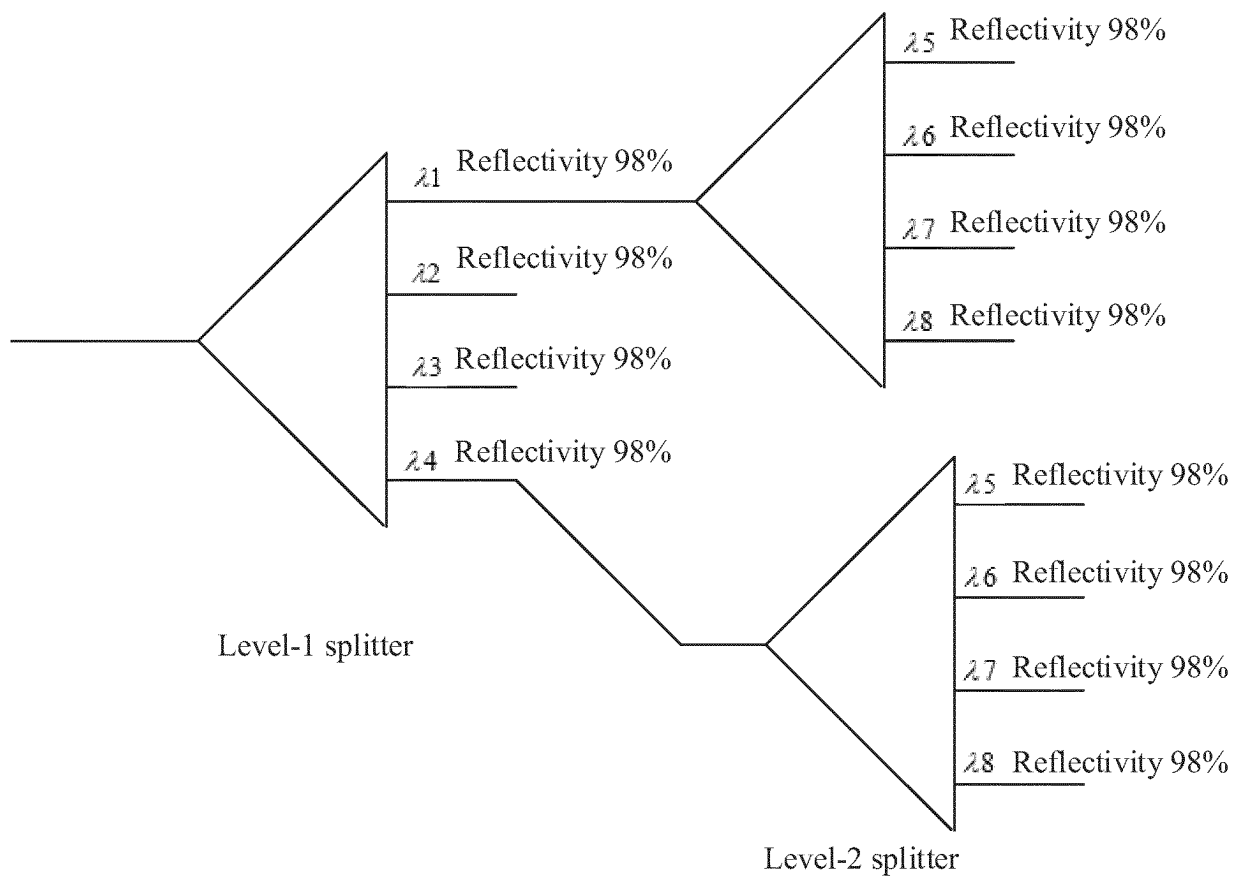 λ5 Reflectivity 98%
λ6 Reflectivity 98%
λ7 Reflectivity 98%
λ8 Reflectivity 98%
λ1 Reflectivity 98%
λ2 Reflectivity 98%
λ3 Reflectivity 98%
λ4 Reflectivity 98%
Level-1 splitter
λ5 Reflectivity 98%
λ6 Reflectivity 98%
λ7 Reflectivity 98%
λ8 Reflectivity 98%
Level-2 splitter